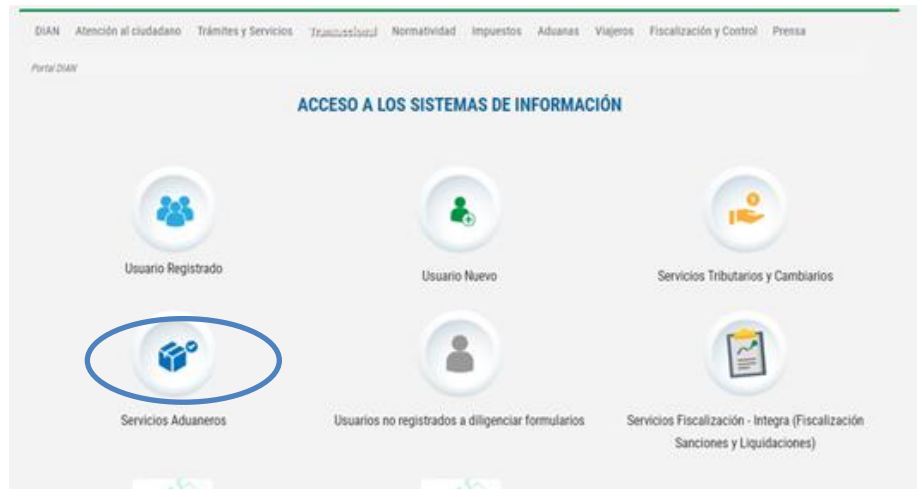 DIAN Atención al ciudadano Trámites y Servicios Transaccional Normatividad Impuestos Aduanas Viajeros Fiscalización y Control Prensa
Portal DIAN
ACCESO A LOS SISTEMAS DE INFORMACIÓN
Usuario Registrado
Usuario Nuevo
Servicios Tributarios y Cambiarios
Servicios Aduaneros
Usuarios no registrados a diligenciar formularios
Servicios Fiscalización - Integra (Fiscalización
Sanciones y Liquidaciones)